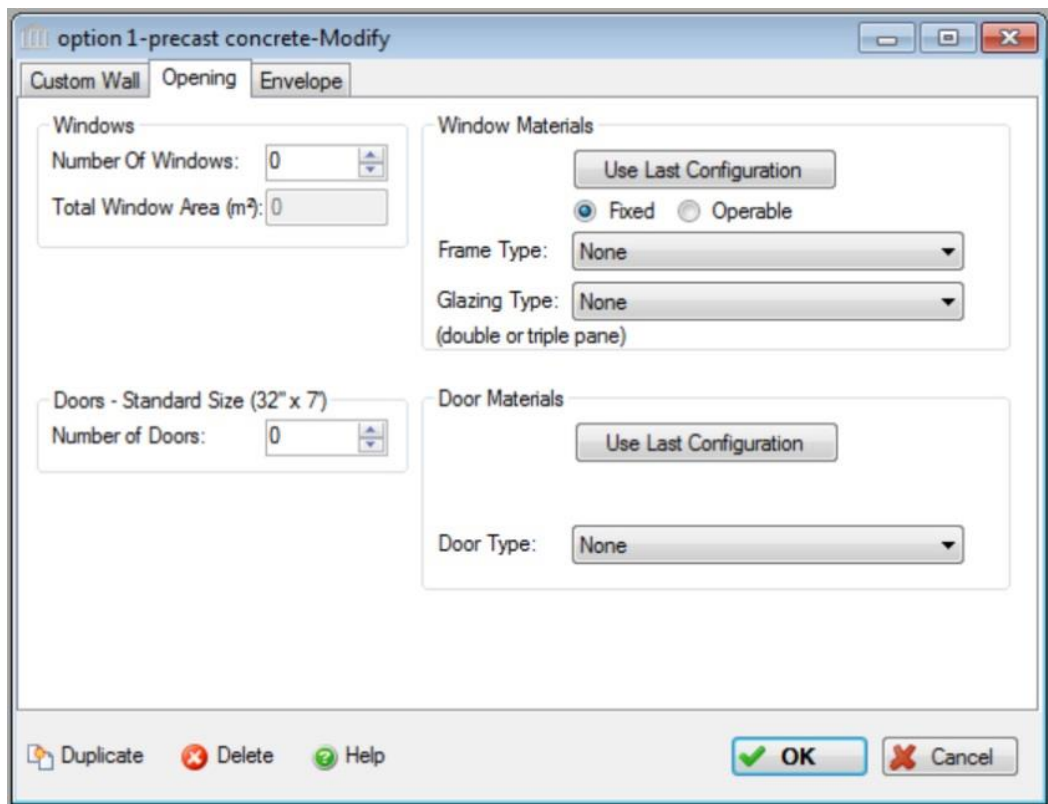 option 1-precast concrete-Modify
Custom Wall Opening Envelope
Windows
Number Of Windows: 0
Total Window Area (m²): 0
Window Materials
Use Last Configuration
Fixed Operable
Frame Type: None
Glazing Type: None
(double or triple pane)
Doors - Standard Size (32" x 7')
Number of Doors: 0
Door Materials
Use Last Configuration
Door Type: None
Duplicate Delete Help OK Cancel